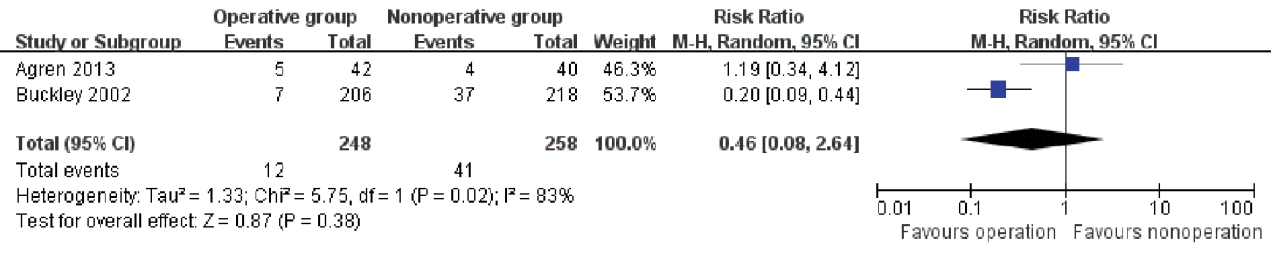 Operative group Nonoperative group Risk Ratio Risk Ratio
Study or Subgroup Events Total Events Total Weight M-H, Random, 95% CI M-H, Random, 95% CI
Agren 2013 5 42 4 40 46.3% 1.19 [0.34, 4.12]
Buckley 2002 7 206 37 218 53.7% 0.20 [0.09, 0.44]
Total (95% CI) 248 258 100.0% 0.46 [0.08, 2.64]
Total events 12 41
Heterogeneity: Tau² = 1.33; Chi² = 5.75, df = 1 (P = 0.02); I² = 83%
Test for overall effect: Z = 0.87 (P = 0.38)
0.01 0.1 1 10 100
Favours operation Favours nonoperation